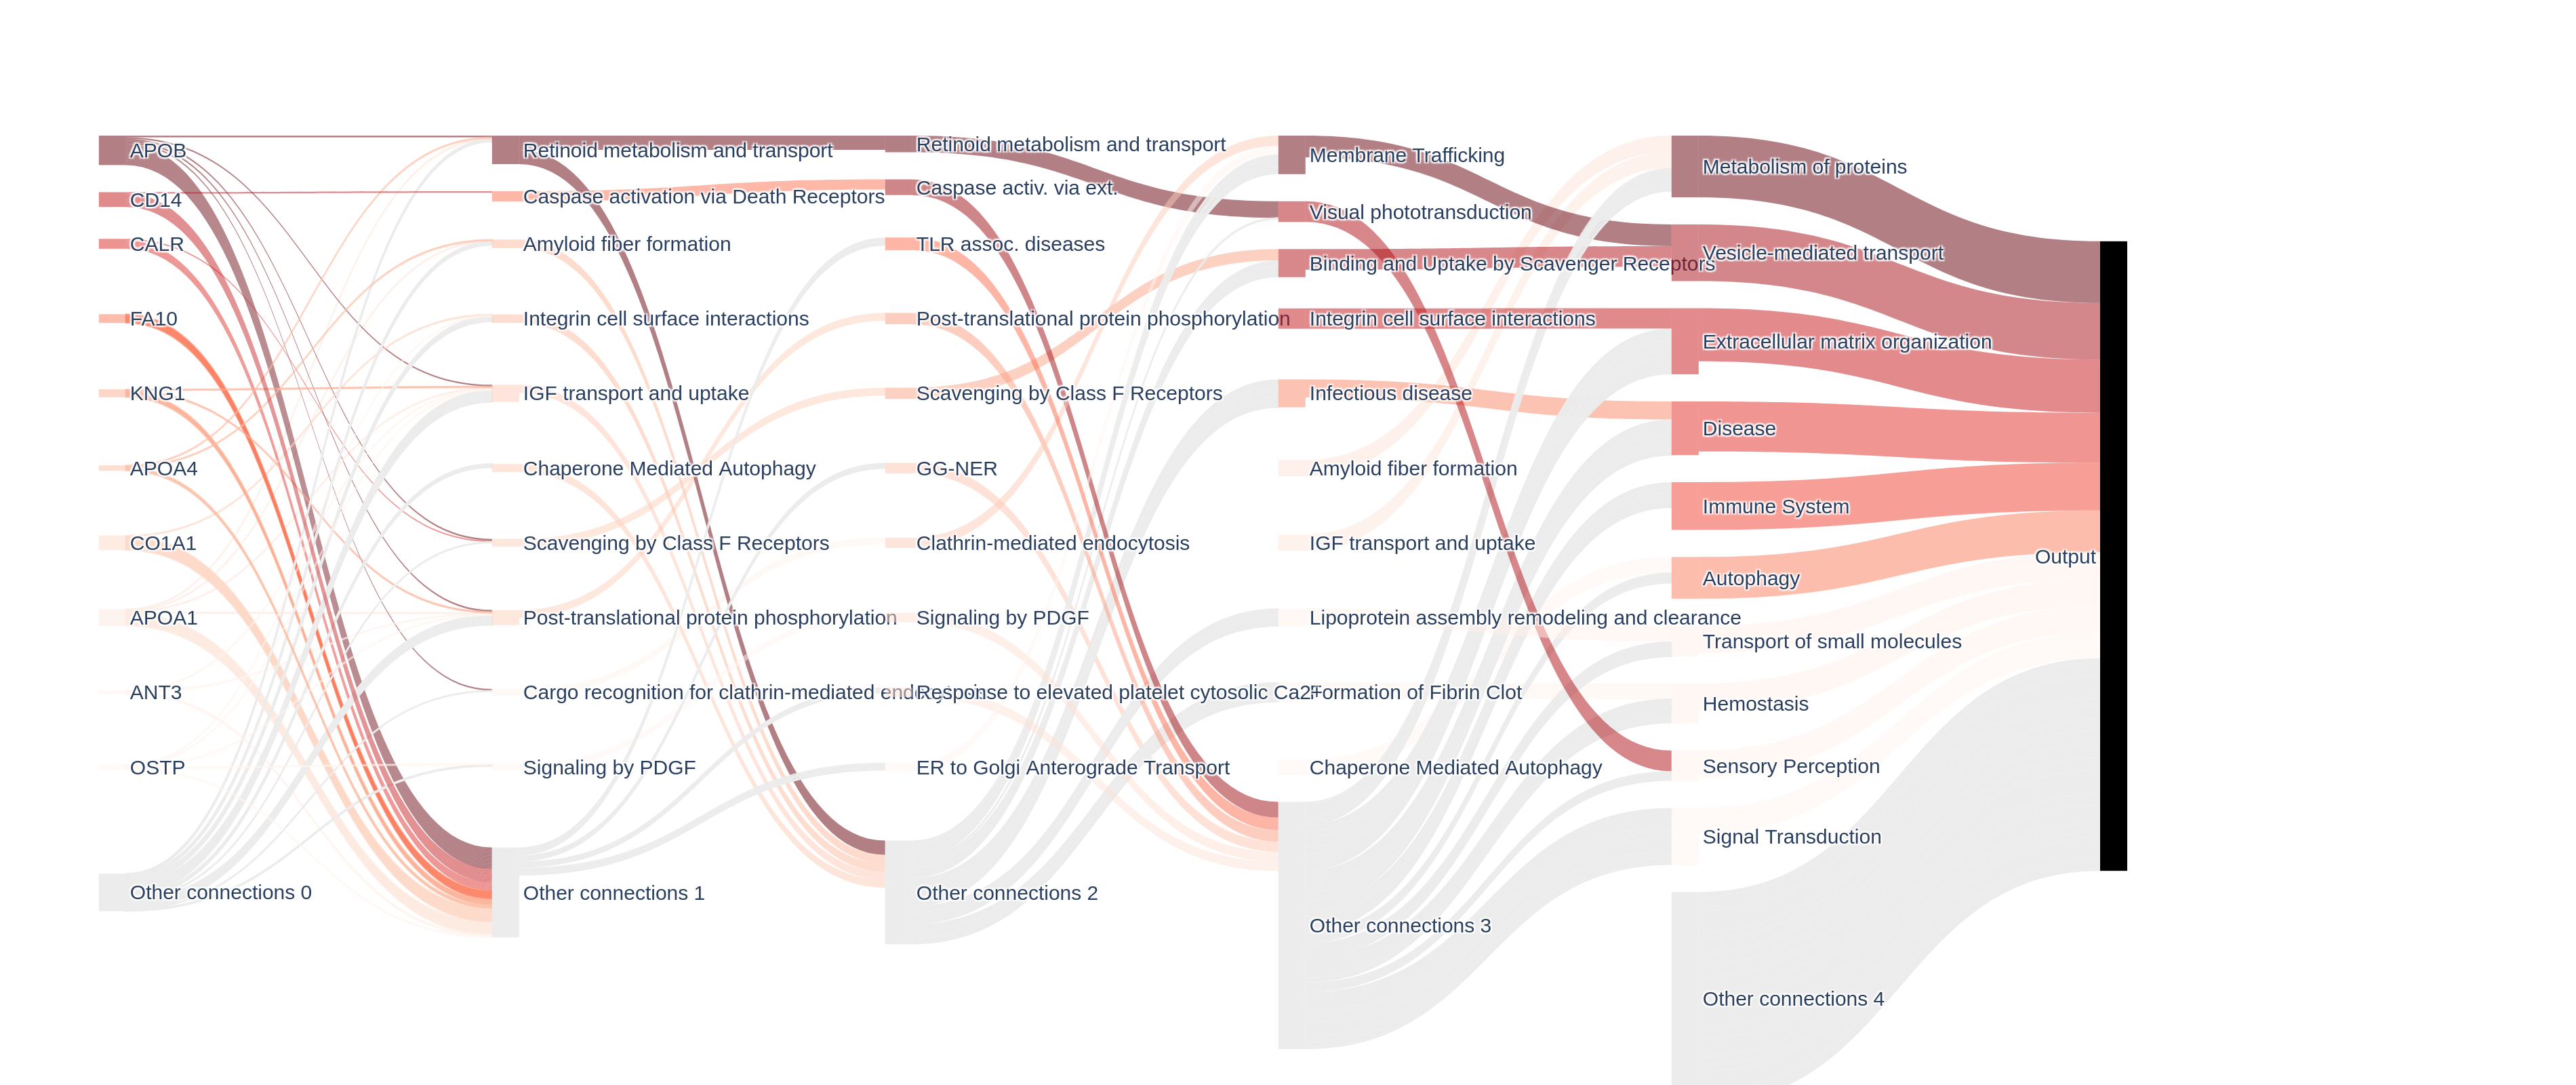 APOB
CD14
CALR
FA10
KNG1
APOA4
CO1A1
APOA1
ANT3
OSTP
Other connections 0
Retinoid metabolism and transport
Caspase activation via Death Receptors
Amyloid fiber formation
Integrin cell surface interactions
IGF transport and uptake
Chaperone Mediated Autophagy
Scavenging by Class F Receptors
Post-translational protein phosphorylation
Cargo recognition for clathrin-mediated
Signaling by PDGF
Other connections 1
Retinoid metabolism and transport
Caspase activ. via ext.
TLR assoc. diseases
Post-translational protein phosphorylation
Scavenging by Class F Receptors
GG-NER
Clathrin-mediated endocytosis
Signaling by PDGF
Response to elevated platelet cytosolic Ca2+
ER to Golgi Anterograde Transport
Other connections 2
Membrane Trafficking
Visual phototransduction
Binding and Uptake by Scavenger Receptors
Integrin cell surface interactions
Infectious disease
Amyloid fiber formation
IGF transport and uptake
Lipoprotein assembly remodeling and clearance
Formation of Fibrin Clot
Chaperone Mediated Autophagy
Other connections 3
Metabolism of proteins
Vesicle-mediated transport
Extracellular matrix organization
Disease
Immune System
Autophagy
Transport of small molecules
Hemostasis
Sensory Perception
Signal Transduction
Other connections 4
Output